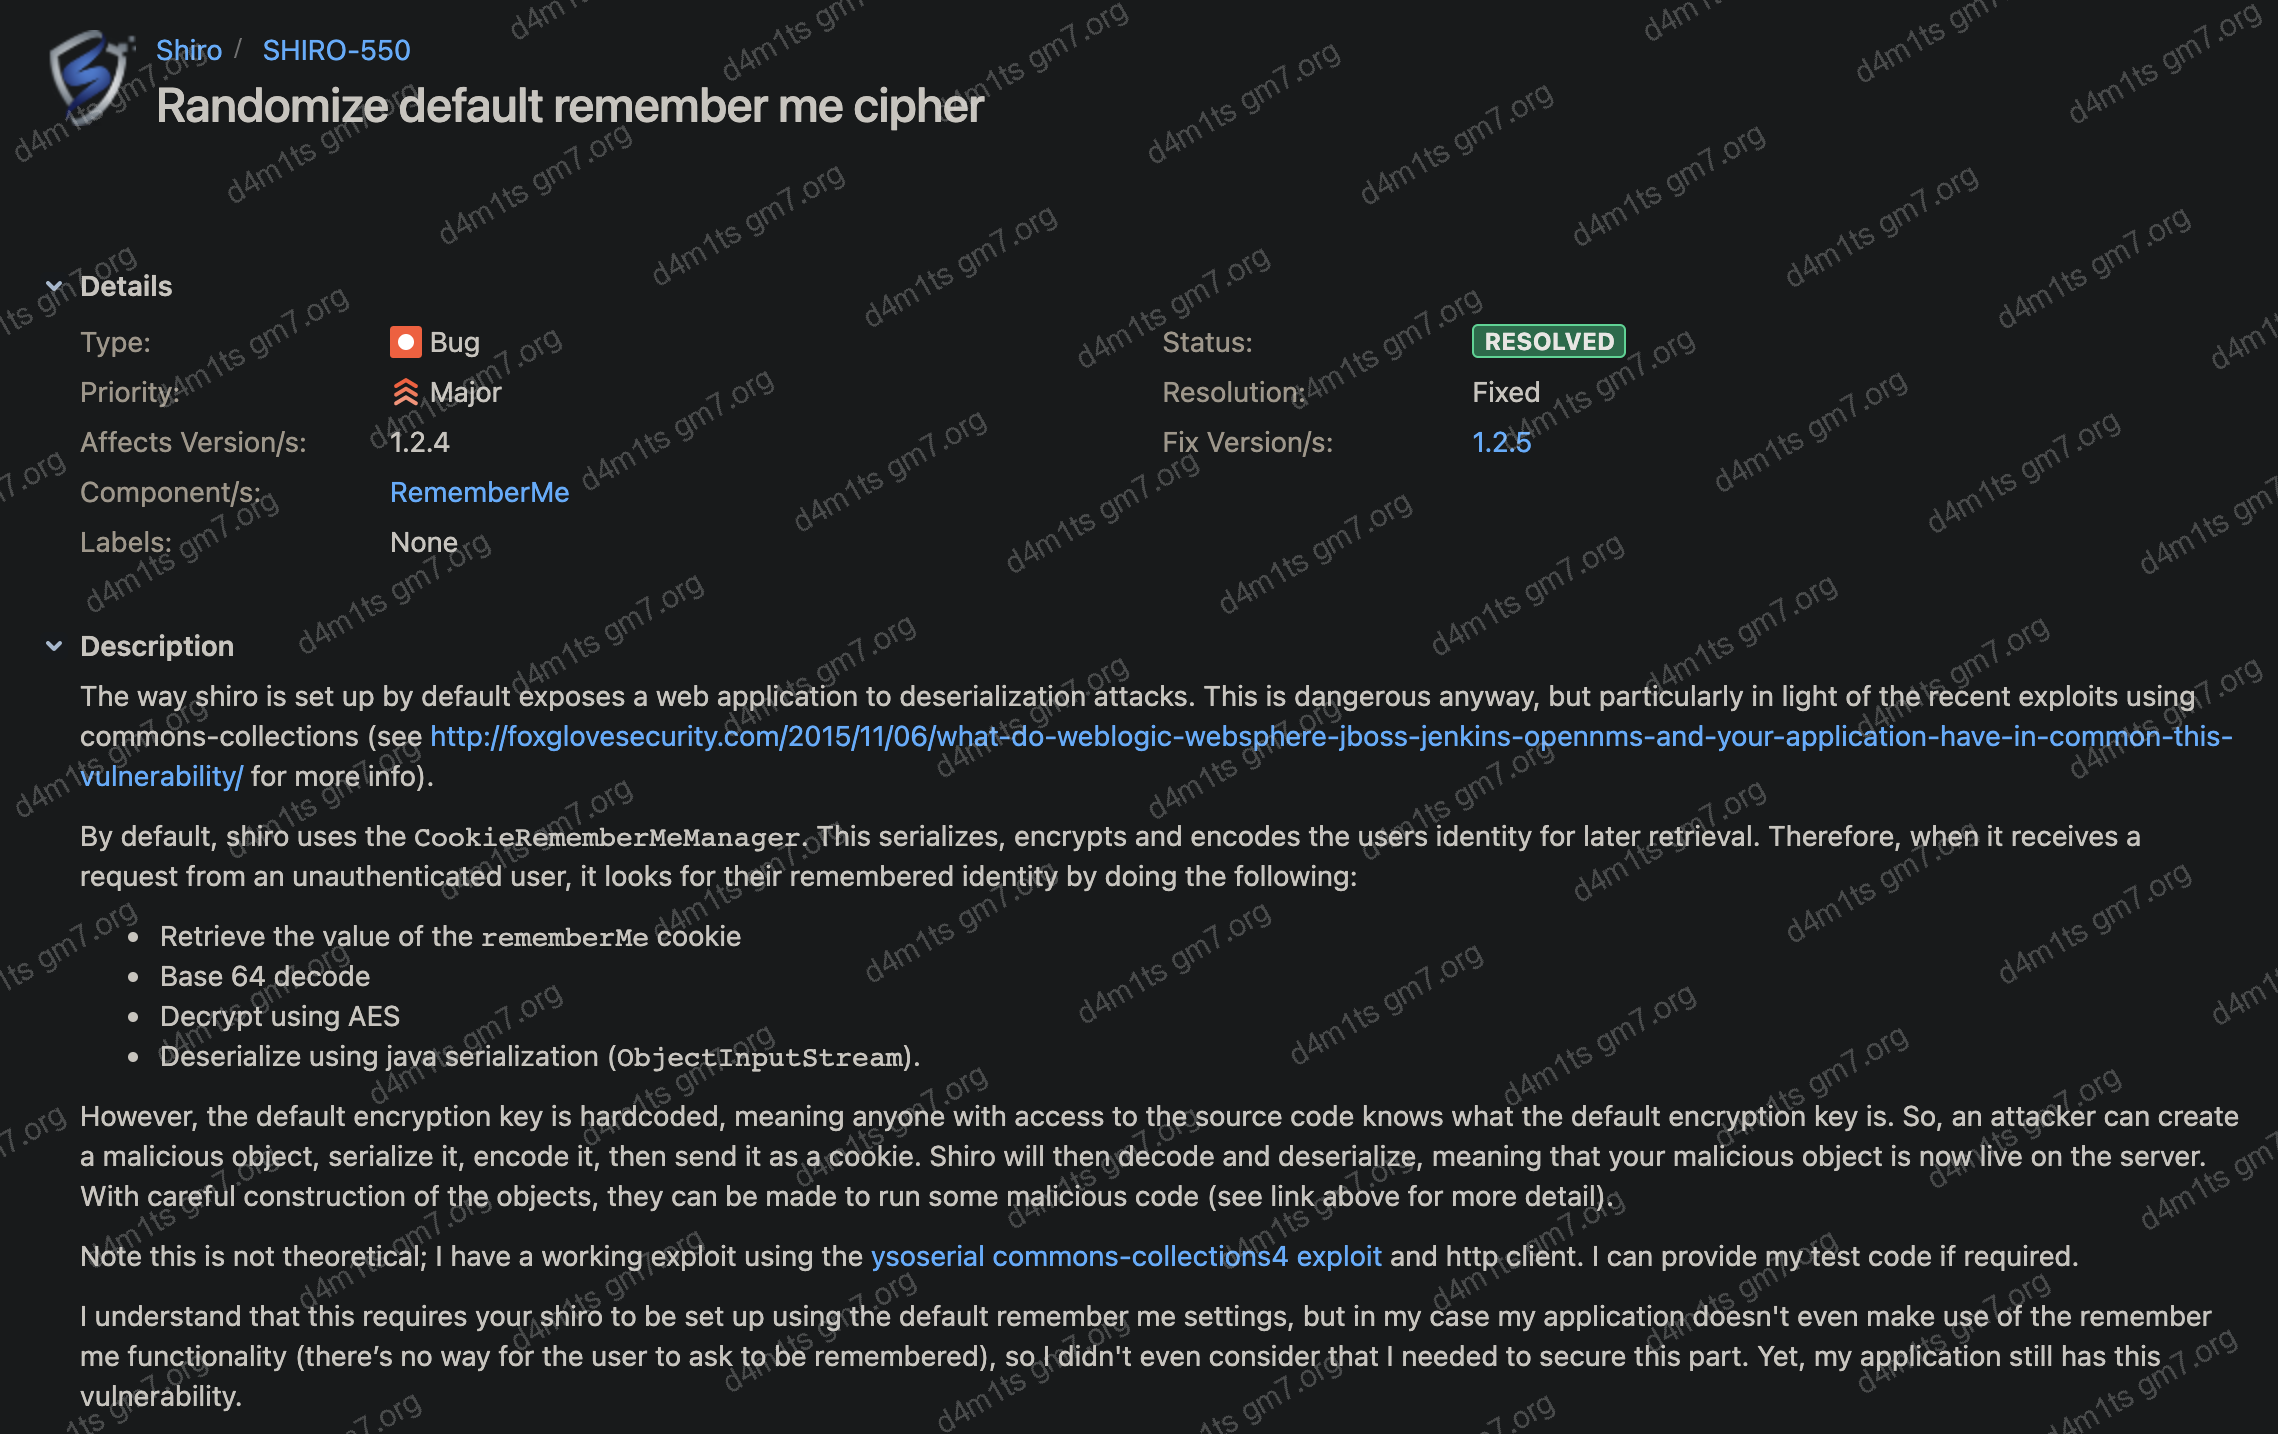 Shiro / SHIRO-550
Randomize default remember me cipher
Details
Type: Bug Status: RESOLVED
Priority: Major Resolution: Fixed
Affects Version/s: 1.2.4 Fix Version/s: 1.2.5
Component/s: RememberMe
Labels: None
Description
The way shiro is set up by default exposes a web application to deserialization attacks. This is dangerous anyway, but particularly in light of the recent exploits using
commons-collections (see http://foxglovesecurity.com/2015/11/06/what-do-weblogic-websphere-jboss-jenkins-opennms-and-your-application-have-in-common-this-
vulnerability/ for more info).
By default, shiro uses the CookieRememberMeManager. This serializes, encrypts and encodes the users identity for later retrieval. Therefore, when it receives a
request from an unauthenticated user, it looks for their remembered identity by doing the following:
• Retrieve the value of the rememberMe cookie
• Base 64 decode
• Decrypt using AES
• Deserialize using java serialization (ObjectInputStream).
However, the default encryption key is hardcoded, meaning anyone with access to the source code knows what the default encryption key is. So, an attacker can create
a malicious object, serialize it, encode it, then send it as a cookie. Shiro will then decode and deserialize, meaning that your malicious object is now live on the server.
With careful construction of the objects, they can be made to run some malicious code (see link above for more detail).
Note this is not theoretical; I have a working exploit using the ysoserial commons-collections4 exploit and http client. I can provide my test code if required.
I understand that this requires your shiro to be set up using the default remember me settings, but in my case my application doesn't even make use of the remember
me functionality (there’s no way for the user to ask to be remembered), so I didn't even consider that I needed to secure this part. Yet, my application still has this
vulnerability.
d4m1ts gm7.org